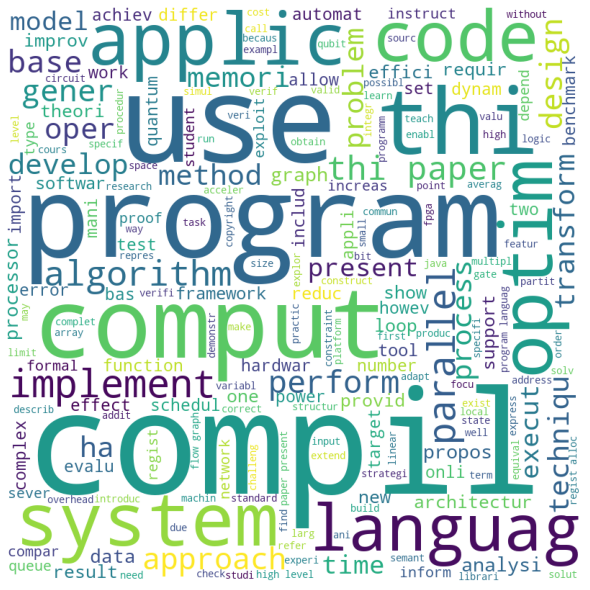 model achiev differ cost automat instruct without
improv call becaus exampl sourc code
base work applic memori allow qubit problem effici requir possibl design
circuit simul verif valid learn set dynam depend benchmark
gener theori procedur quantum student exploit teach enabl integr programm valu high logic
level type oper specif use veri obtain thi
cours run
develop method graph increas thi paper optim transform
softwar space research acceler point averag
import mani proof way task copyright includ appli commun fpga two
processor test repres size explor bit small java gate multipl featur
program
error algorithm present construct parallel process partit
bas verifi framework reduc show program languag order
may complet demonstr make practic constraint platform howev first produc specifi solv
limit array comput loop tool support address
formal function hardwar number exist local
implement variabl perform adapt focu techniqu
describ effect addit correct structur power provid state express
complex schedul one target propos well equival execut
ha flow graph input linear
evalu regist network challeng extend strategi onli term regist alloc
compil
sever overhead introduc machin standard new build architectur
system find paper present larg ani languag
compar due approach refer time semant
queue data check experi inform analysi
result need studi high level librari solut